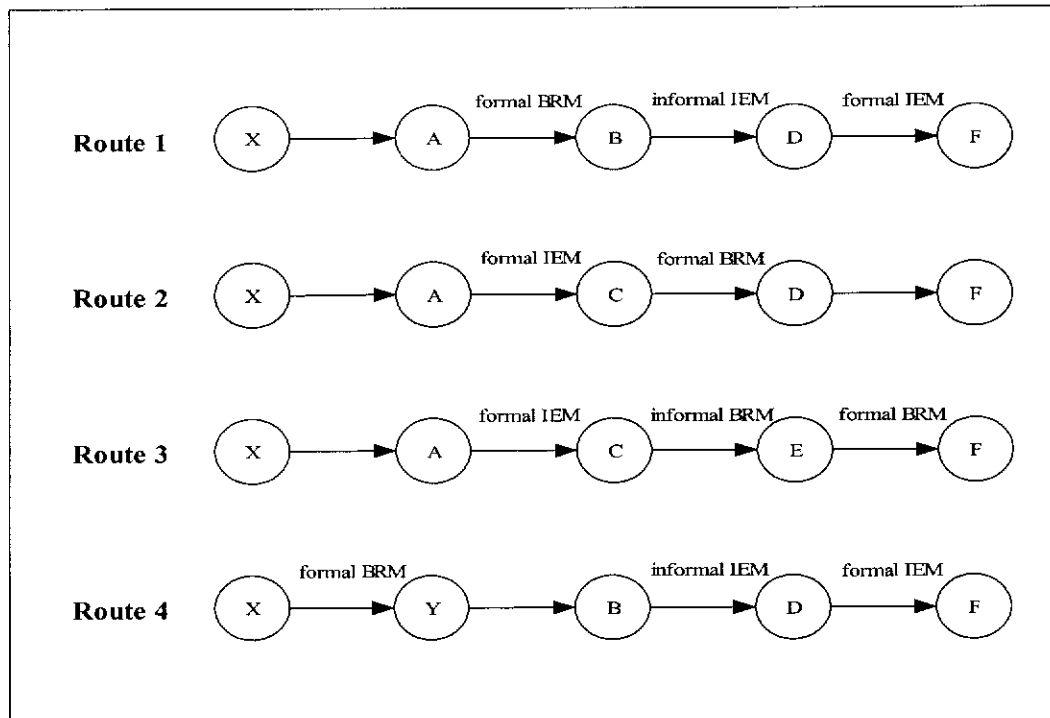 formal BRM informal IEM formal IEM
Route 1 X A B D F
formal IEM formal BRM
Route 2 X A C D F
formal IEM informal BRM formal BRM
Route 3 X A C E F
formal BRM informal IEM formal IEM
Route 4 X Y B D F